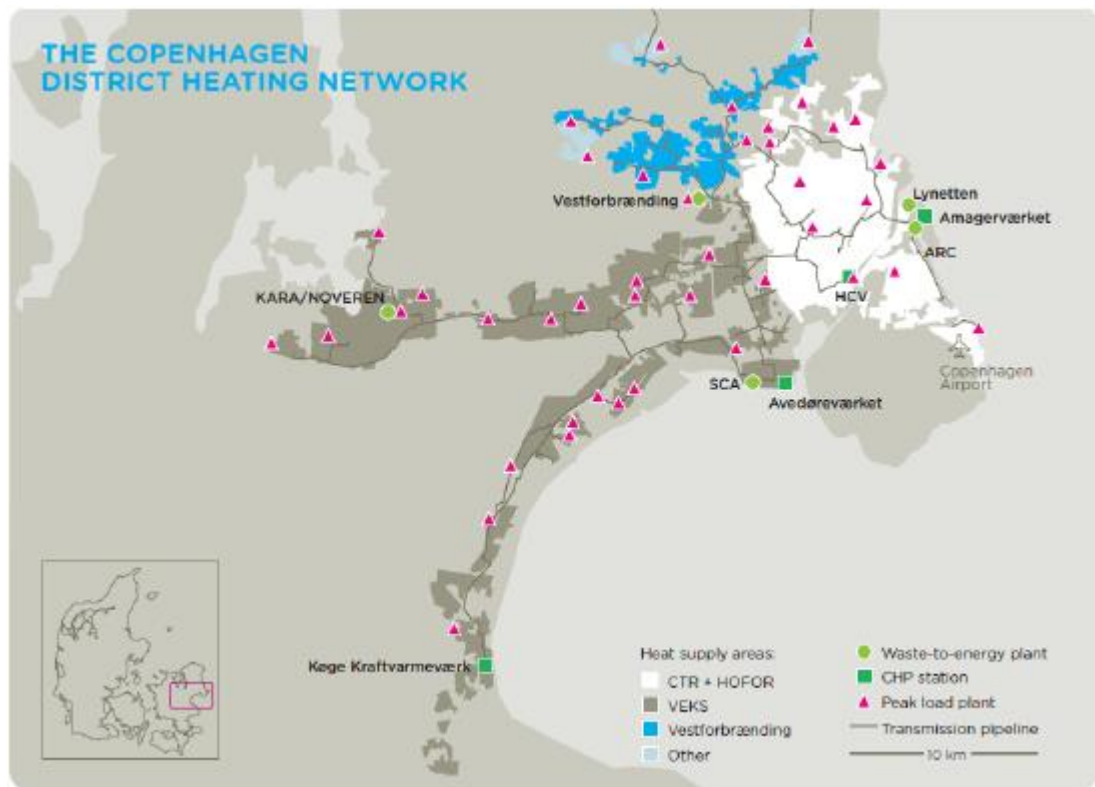 THE COPENHAGEN
DISTRICT HEATING NETWORK
Vestforbrænding
Lynetten
Amagerværket
ARC
KARA/NOVEREN
HCV
Copenhagen
Airport
SCA
Avedøreværket
Køge Kraftvarmeværk
Heat supply areas:
CTR + HOFOR
VEKS
Vestforbrænding
Other
Waste-to-energy plant
CHP station
Peak load plant
Transmission pipeline
10 km